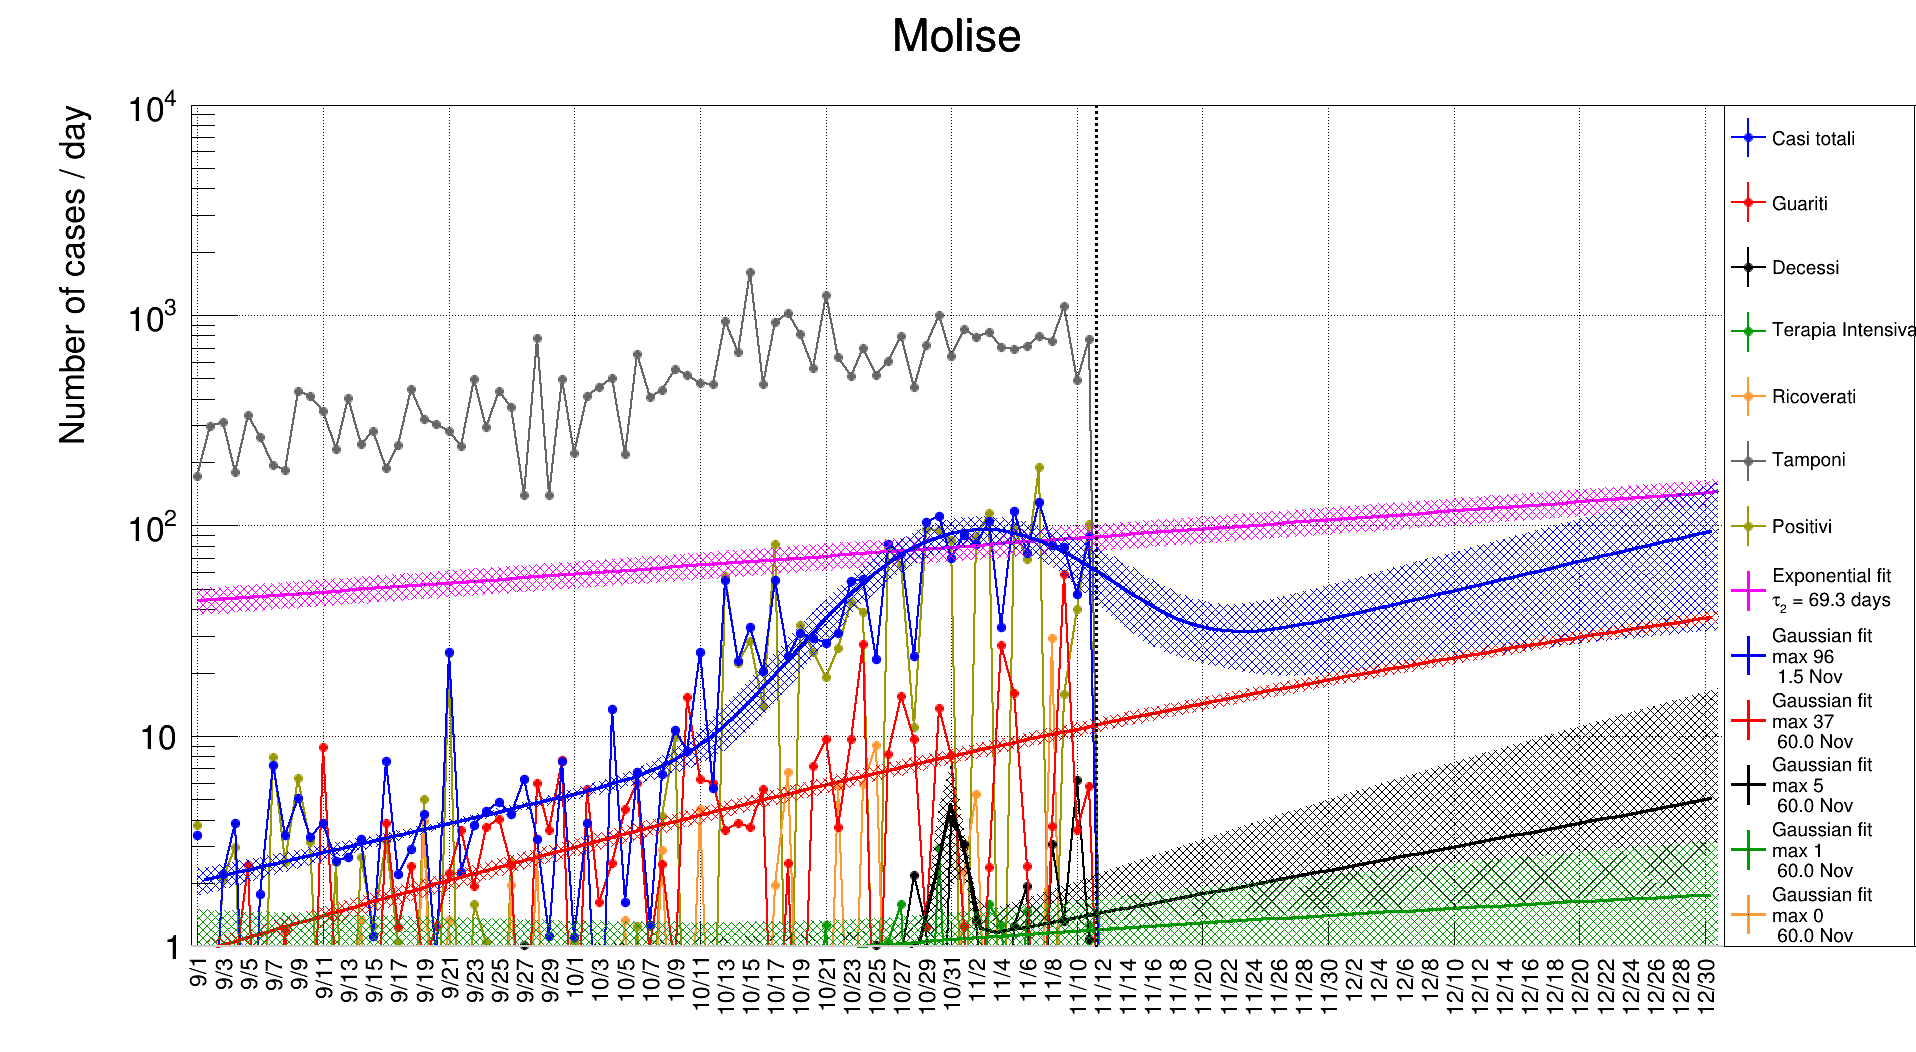 Molise
Number of cases / day
10^4
10^3
10^2
10
1
9/1
9/3
9/5
9/7
9/9
9/11
9/13
9/15
9/17
9/19
9/21
9/23
9/25
9/27
9/29
10/1
10/3
10/5
10/7
10/9
10/11
10/13
10/15
10/17
10/19
10/21
10/23
10/25
10/27
10/29
10/31
11/2
11/4
11/6
11/8
11/10
11/12
11/14
11/16
11/18
11/20
11/22
11/24
11/26
11/28
11/30
12/2
12/4
12/6
12/8
12/10
12/12
12/14
12/16
12/18
12/20
12/22
12/24
12/26
12/28
12/30
Casi totali
Guariti
Decessi
Terapia Intensiva
Ricoverati
Tamponi
Positivi
Exponential fit
τ₂ = 69.3 days
Gaussian fit
max 96
1.5 Nov
Gaussian fit
max 37
60.0 Nov
Gaussian fit
max 5
60.0 Nov
Gaussian fit
max 1
60.0 Nov
Gaussian fit
max 0
60.0 Nov